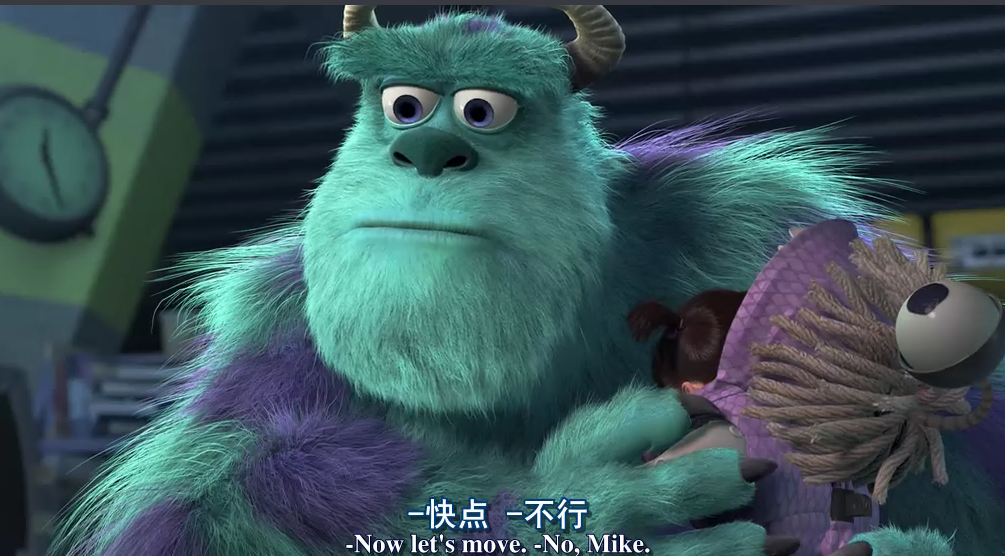 -快点 -不行
-Now let's move. -No, Mike.